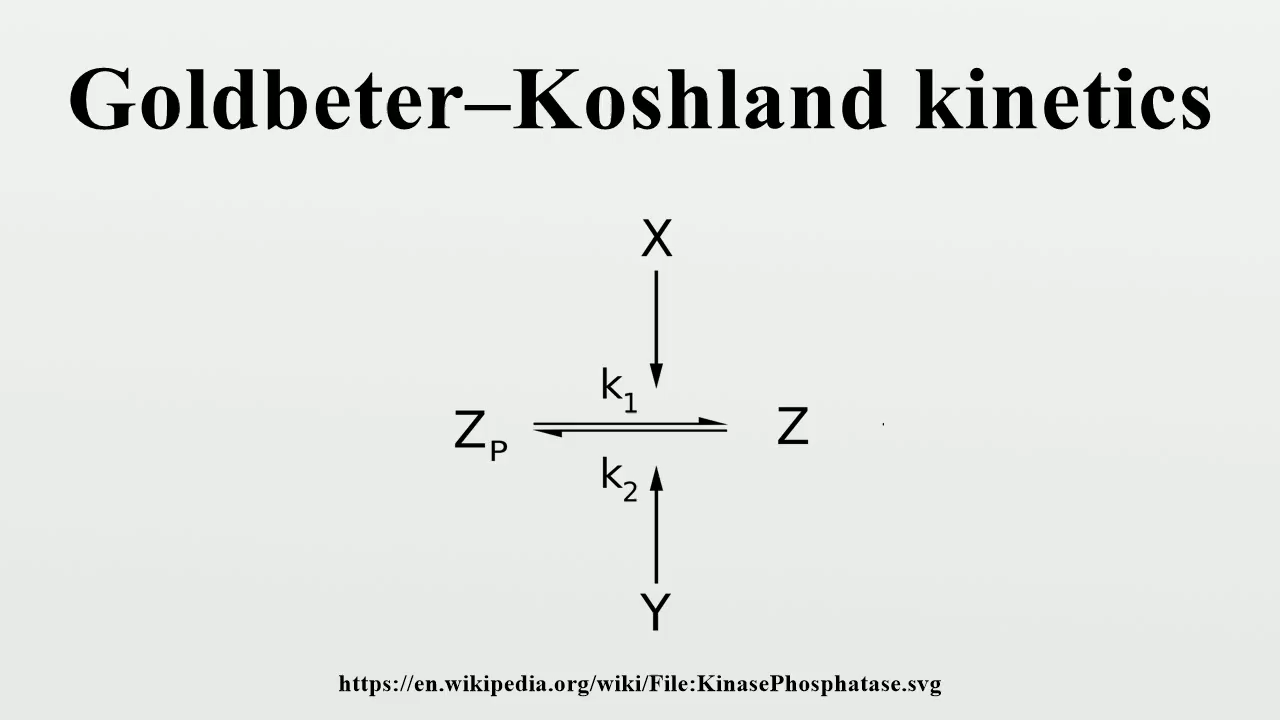 Goldbeter–Koshland kinetics
X
k1
ZP
Z
k2
Y
https://en.wikipedia.org/wiki/File:KinasePhosphatase.svg